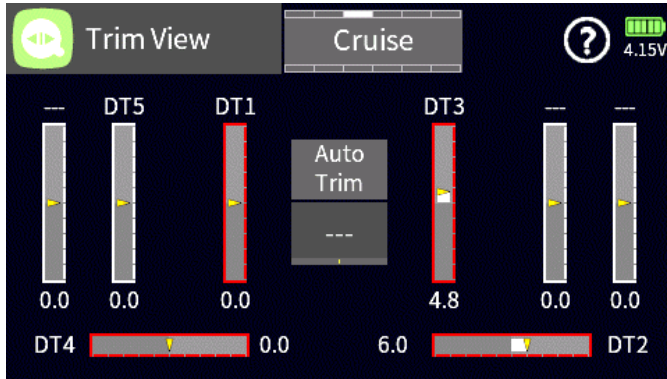 Trim View
Cruise
?
4.15V
--- DT5 DT1 DT3 --- ---
Auto
Trim
---
0.0 0.0 0.0 4.8 0.0 0.0
DT4 0.0 6.0 DT2